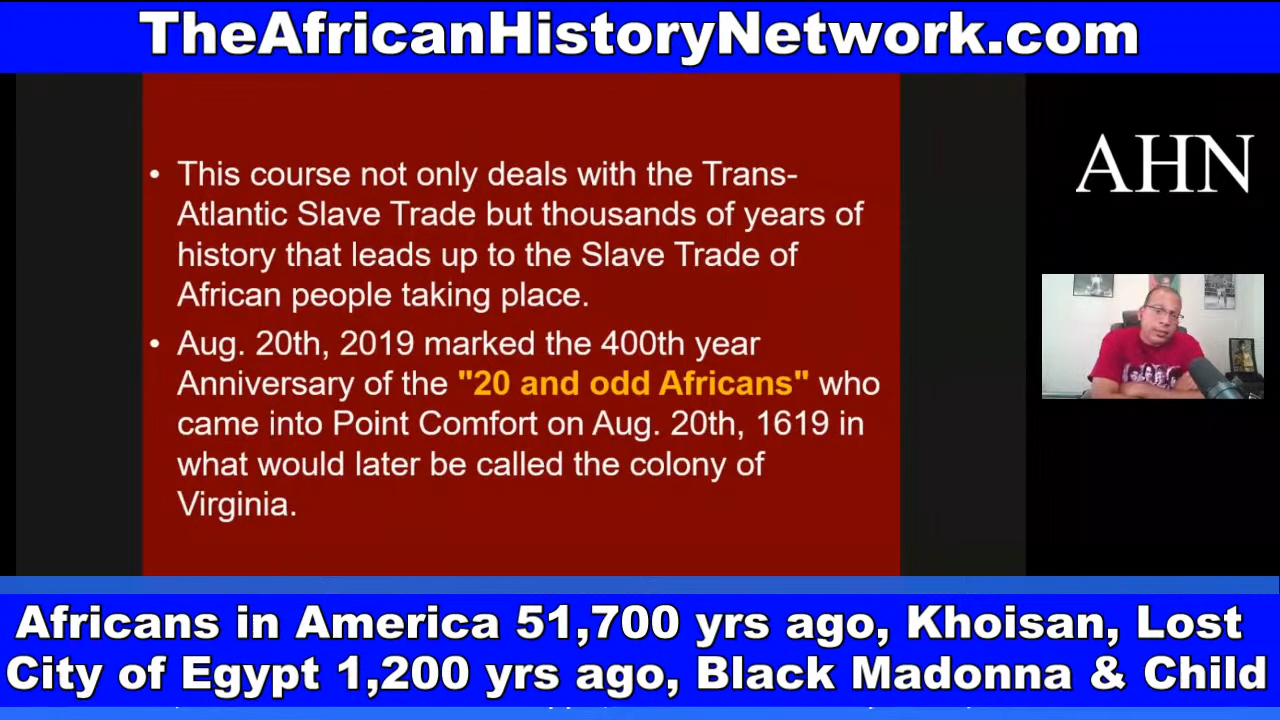 TheAfricanHistoryNetwork.com
AHN
• This course not only deals with the Trans-
Atlantic Slave Trade but thousands of years of
history that leads up to the Slave Trade of
African people taking place.
• Aug. 20th, 2019 marked the 400th year
Anniversary of the "20 and odd Africans" who
came into Point Comfort on Aug. 20th, 1619 in
what would later be called the colony of
Virginia.
Africans in America 51,700 yrs ago, Khoisan, Lost
City of Egypt 1,200 yrs ago, Black Madonna & Child